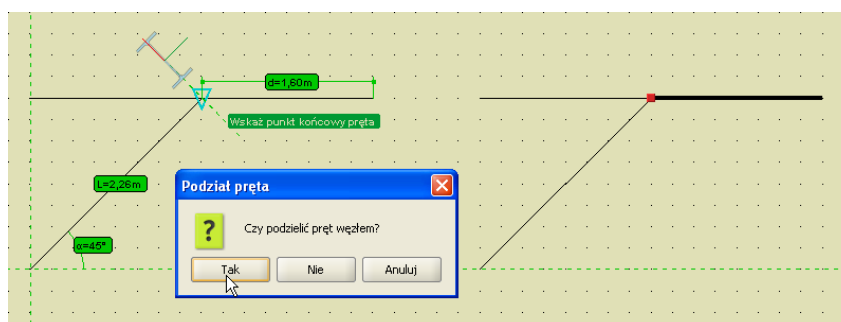 d=1,60m
Wskaż punkt końcowy pręta
L=2,26m
α=45°
Podział pręta
Czy podzielić pręt węzłem?
Tak Nie Anuluj